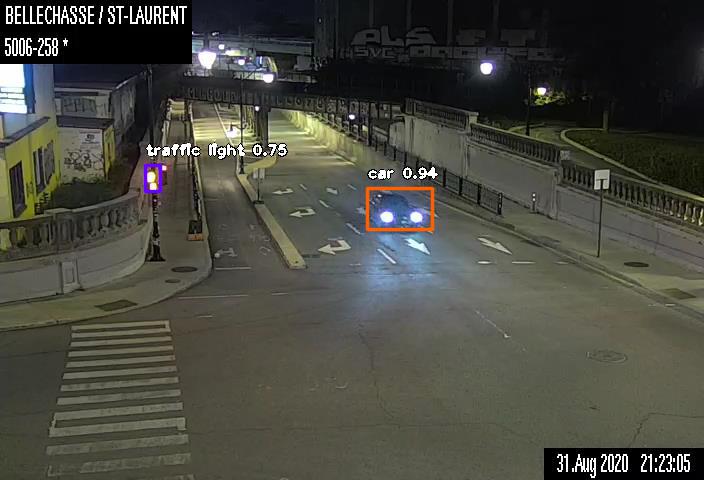 BELLECHASSE / ST-LAURENT
5006-258 *
traffic light 0.75
car 0.94
31.Aug 2020 21:23:05